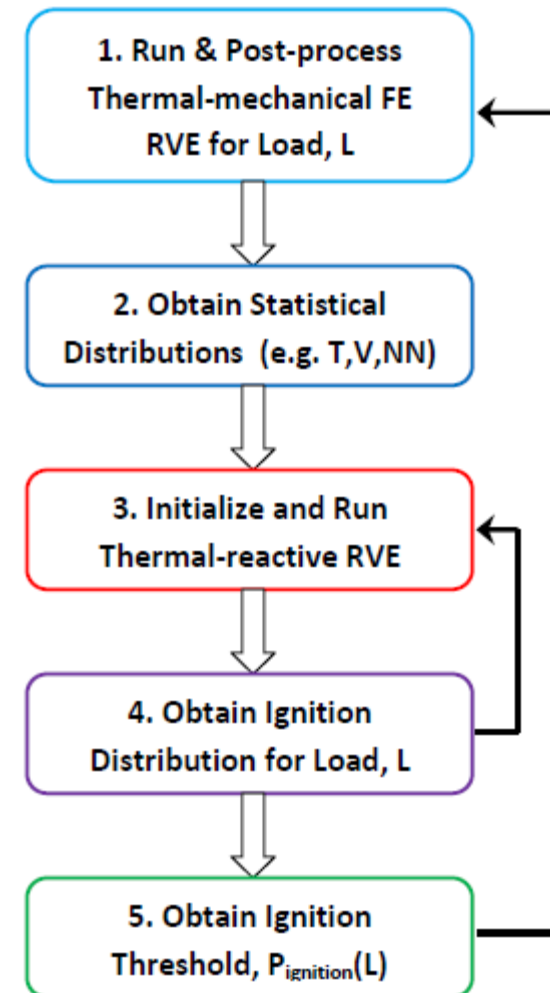 1. Run & Post-process
Thermal-mechanical FE
RVE for Load, L
2. Obtain Statistical
Distributions (e.g. T,V,NN)
3. Initialize and Run
Thermal-reactive RVE
4. Obtain Ignition
Distribution for Load, L
5. Obtain Ignition
Threshold, Pignition(L)